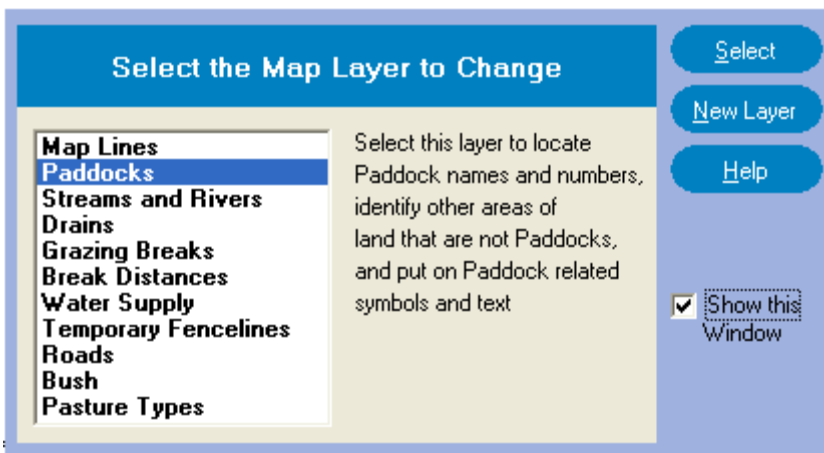 Select the Map Layer to Change
Map Lines
Paddocks
Streams and Rivers
Drains
Grazing Breaks
Break Distances
Water Supply
Temporary Fencelines
Roads
Bush
Pasture Types
Select this layer to locate
Paddock names and numbers,
identify other areas of
land that are not Paddocks,
and put on Paddock related
symbols and text
Select
New Layer
Help
Show this
Window